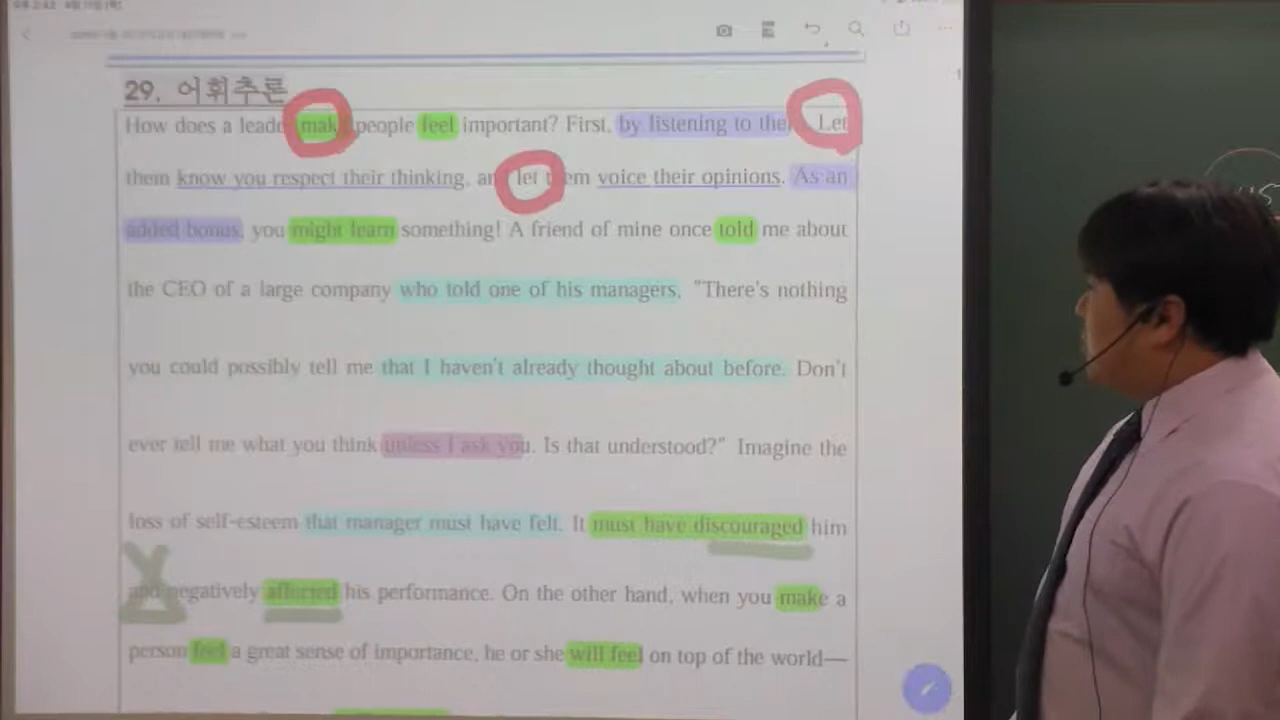 29. 어휘추론
How does a leader make people feel important? First, by listening to them. Let
them know you respect their thinking, and let them voice their opinions. As an
added bonus, you might learn something! A friend of mine once told me about
the CEO of a large company who told one of his managers, "There's nothing
you could possibly tell me that I haven't already thought about before. Don't
ever tell me what you think unless I ask you. Is that understood?" Imagine the
loss of self-esteem that manager must have felt. It must have discouraged him
and negatively affected his performance. On the other hand, when you make a
person feel a great sense of importance, he or she will feel on top of the world—